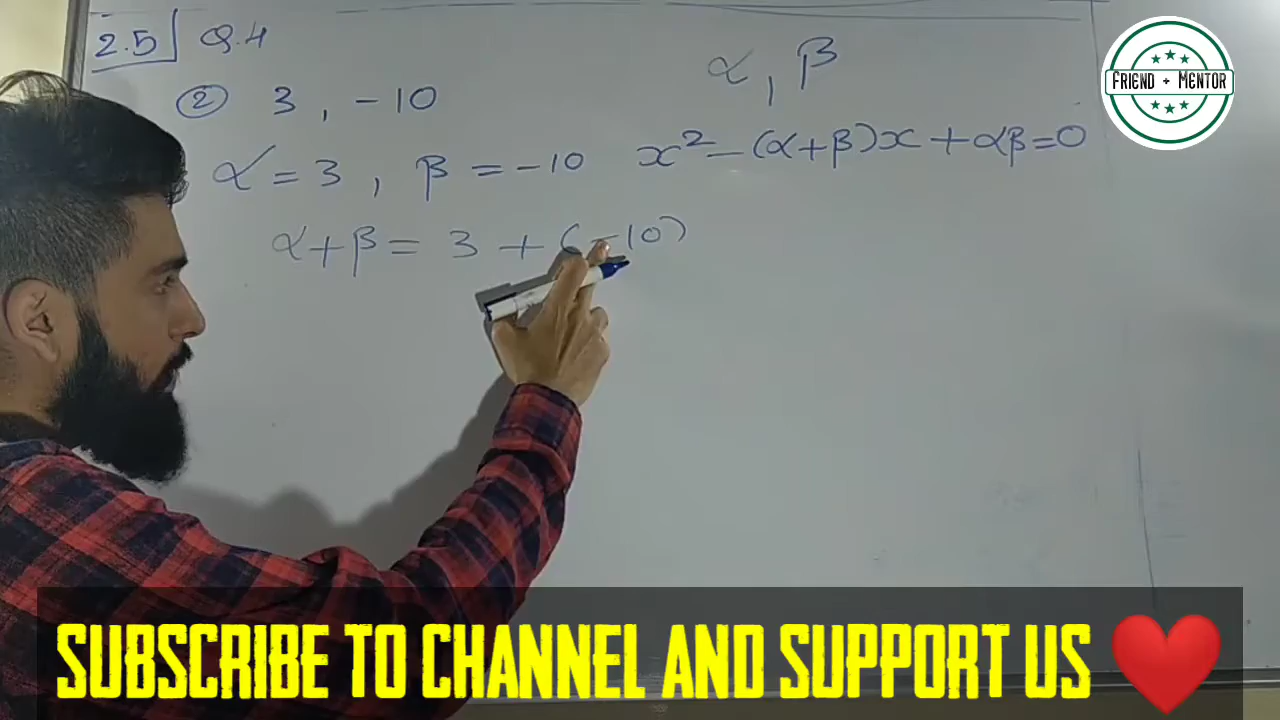 2.5 Q.4
α, β
② 3, -10
x² - (α+β)x + αβ = 0
α = 3, β = -10
α+β = 3 + (-10)
FRIEND + MENTOR
SUBSCRIBE TO CHANNEL AND SUPPORT US